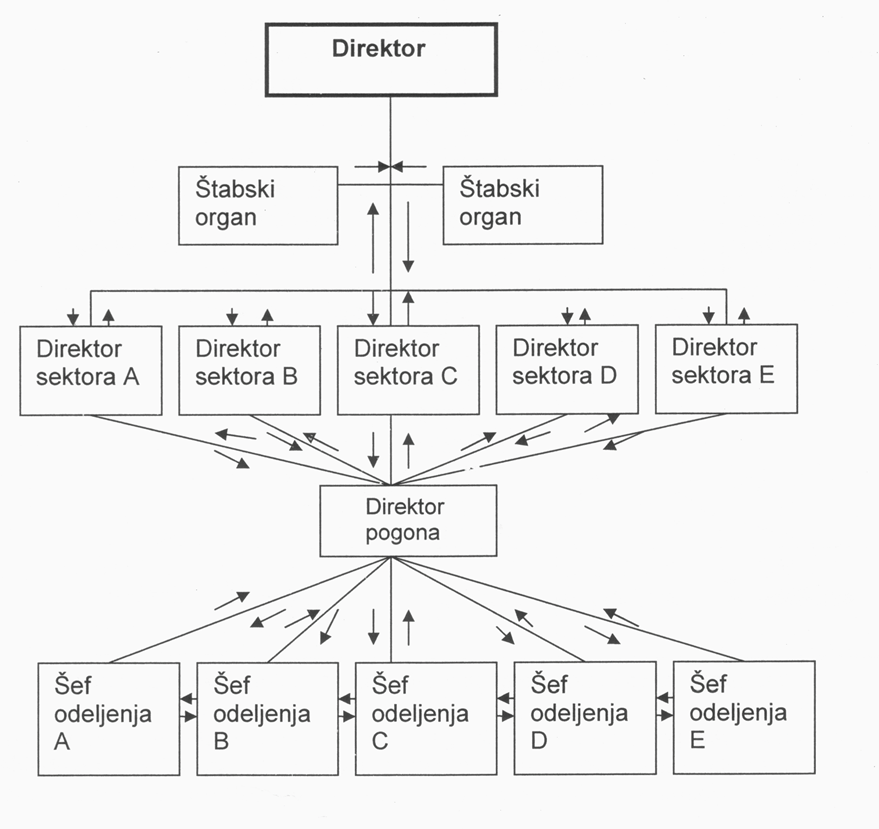 Direktor
Štabski
organ
Štabski
organ
Direktor
sektora A
Direktor
sektora B
Direktor
sektora C
Direktor
sektora D
Direktor
sektora E
Direktor
pogona
Šef
odeljenja
A
Šef
odeljenja
B
Šef
odeljenja
C
Šef
odeljenja
D
Šef
odeljenja
E